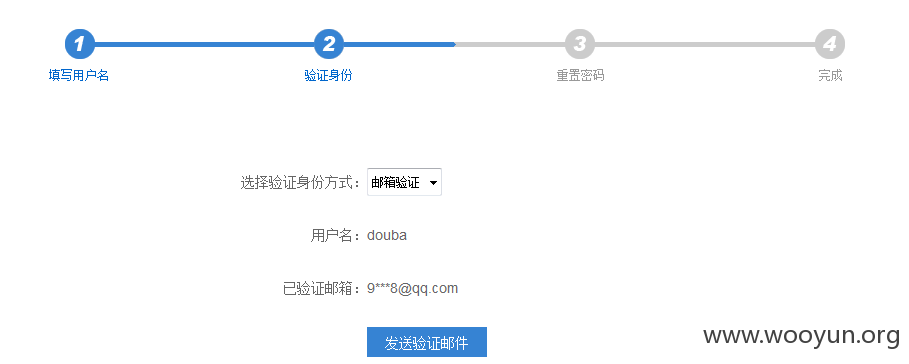 1 2 3 4
填写用户名 验证身份 重置密码 完成
选择验证身份方式： 邮箱验证
用户名： douba
已验证邮箱： 9***8@qq.com
发送验证邮件
www.wooyun.org